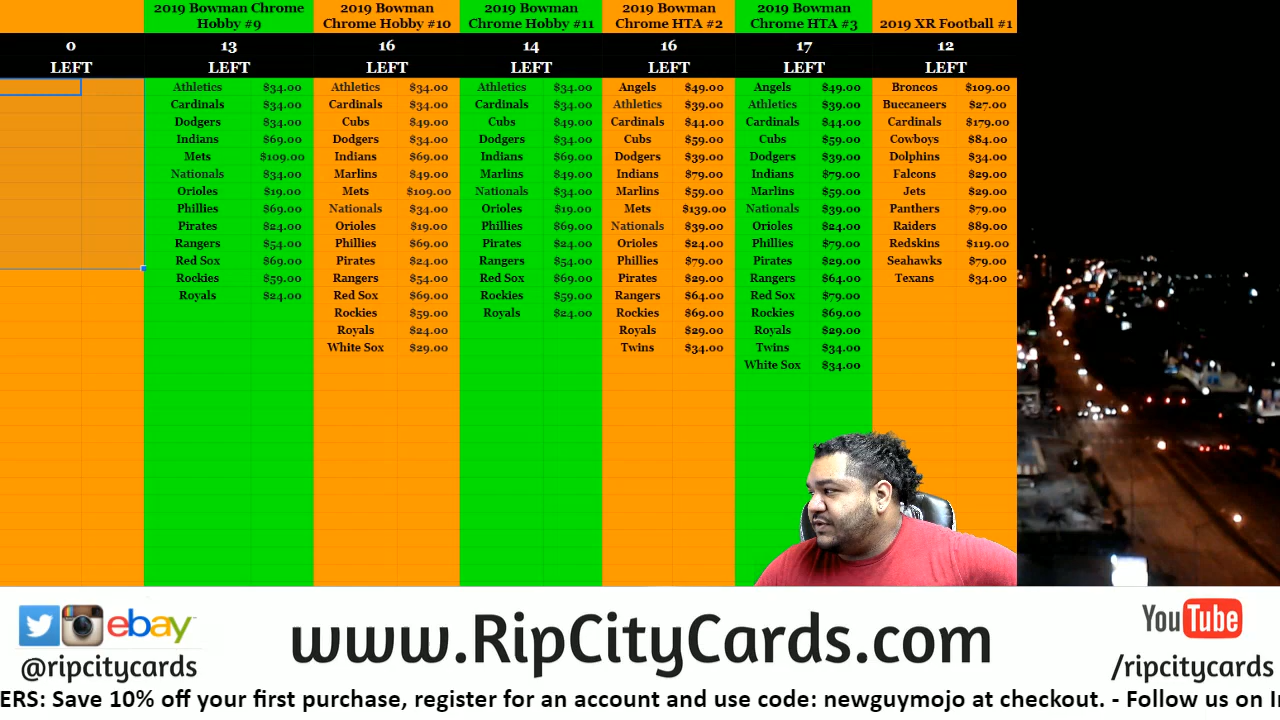 2019 Bowman Chrome Hobby #9
2019 Bowman Chrome Hobby #10
2019 Bowman Chrome Hobby #11
2019 Bowman Chrome HTA #2
2019 Bowman Chrome HTA #3
2019 XR Football #1
0 13 16 14 16 17 12
LEFT LEFT LEFT LEFT LEFT LEFT LEFT
Athletics $34.00 Athletics $34.00 Athletics $34.00 Angels $49.00 Angels $49.00 Broncos $109.00
Cardinals $34.00 Cardinals $34.00 Cardinals $34.00 Athletics $39.00 Athletics $39.00 Buccaneers $27.00
Dodgers $34.00 Cubs $49.00 Cubs $49.00 Cardinals $44.00 Cardinals $44.00 Cardinals $179.00
Indians $69.00 Dodgers $34.00 Dodgers $34.00 Cubs $59.00 Cubs $59.00 Cowboys $84.00
Mets $109.00 Indians $69.00 Indians $69.00 Dodgers $39.00 Dodgers $39.00 Dolphins $34.00
Nationals $34.00 Marlins $49.00 Marlins $49.00 Indians $79.00 Indians $79.00 Falcons $29.00
Orioles $19.00 Mets $109.00 Nationals $34.00 Marlins $59.00 Marlins $59.00 Jets $29.00
Phillies $69.00 Nationals $34.00 Orioles $19.00 Mets $139.00 Nationals $39.00 Panthers $79.00
Pirates $24.00 Orioles $19.00 Phillies $69.00 Nationals $39.00 Orioles $24.00 Raiders $89.00
Rangers $54.00 Phillies $69.00 Pirates $24.00 Orioles $24.00 Phillies $79.00 Redskins $119.00
Red Sox $69.00 Pirates $24.00 Rangers $54.00 Phillies $79.00 Pirates $29.00 Seahawks $79.00
Rockies $59.00 Rangers $54.00 Red Sox $69.00 Pirates $29.00 Rangers $64.00 Texans $34.00
Royals $24.00 Red Sox $69.00 Rockies $59.00 Rangers $64.00 Red Sox $79.00
Rockies $59.00 Royals $24.00 Rockies $69.00 Rockies $69.00
Royals $24.00 Royals $29.00 Royals $29.00
White Sox $29.00 Twins $34.00 Twins $34.00
White Sox $34.00
ebay
@ripcitycards
www.RipCityCards.com
YouTube
/ripcitycards
ERS: Save 10% off your first purchase, register for an account and use code: newguymojo at checkout. - Follow us on I